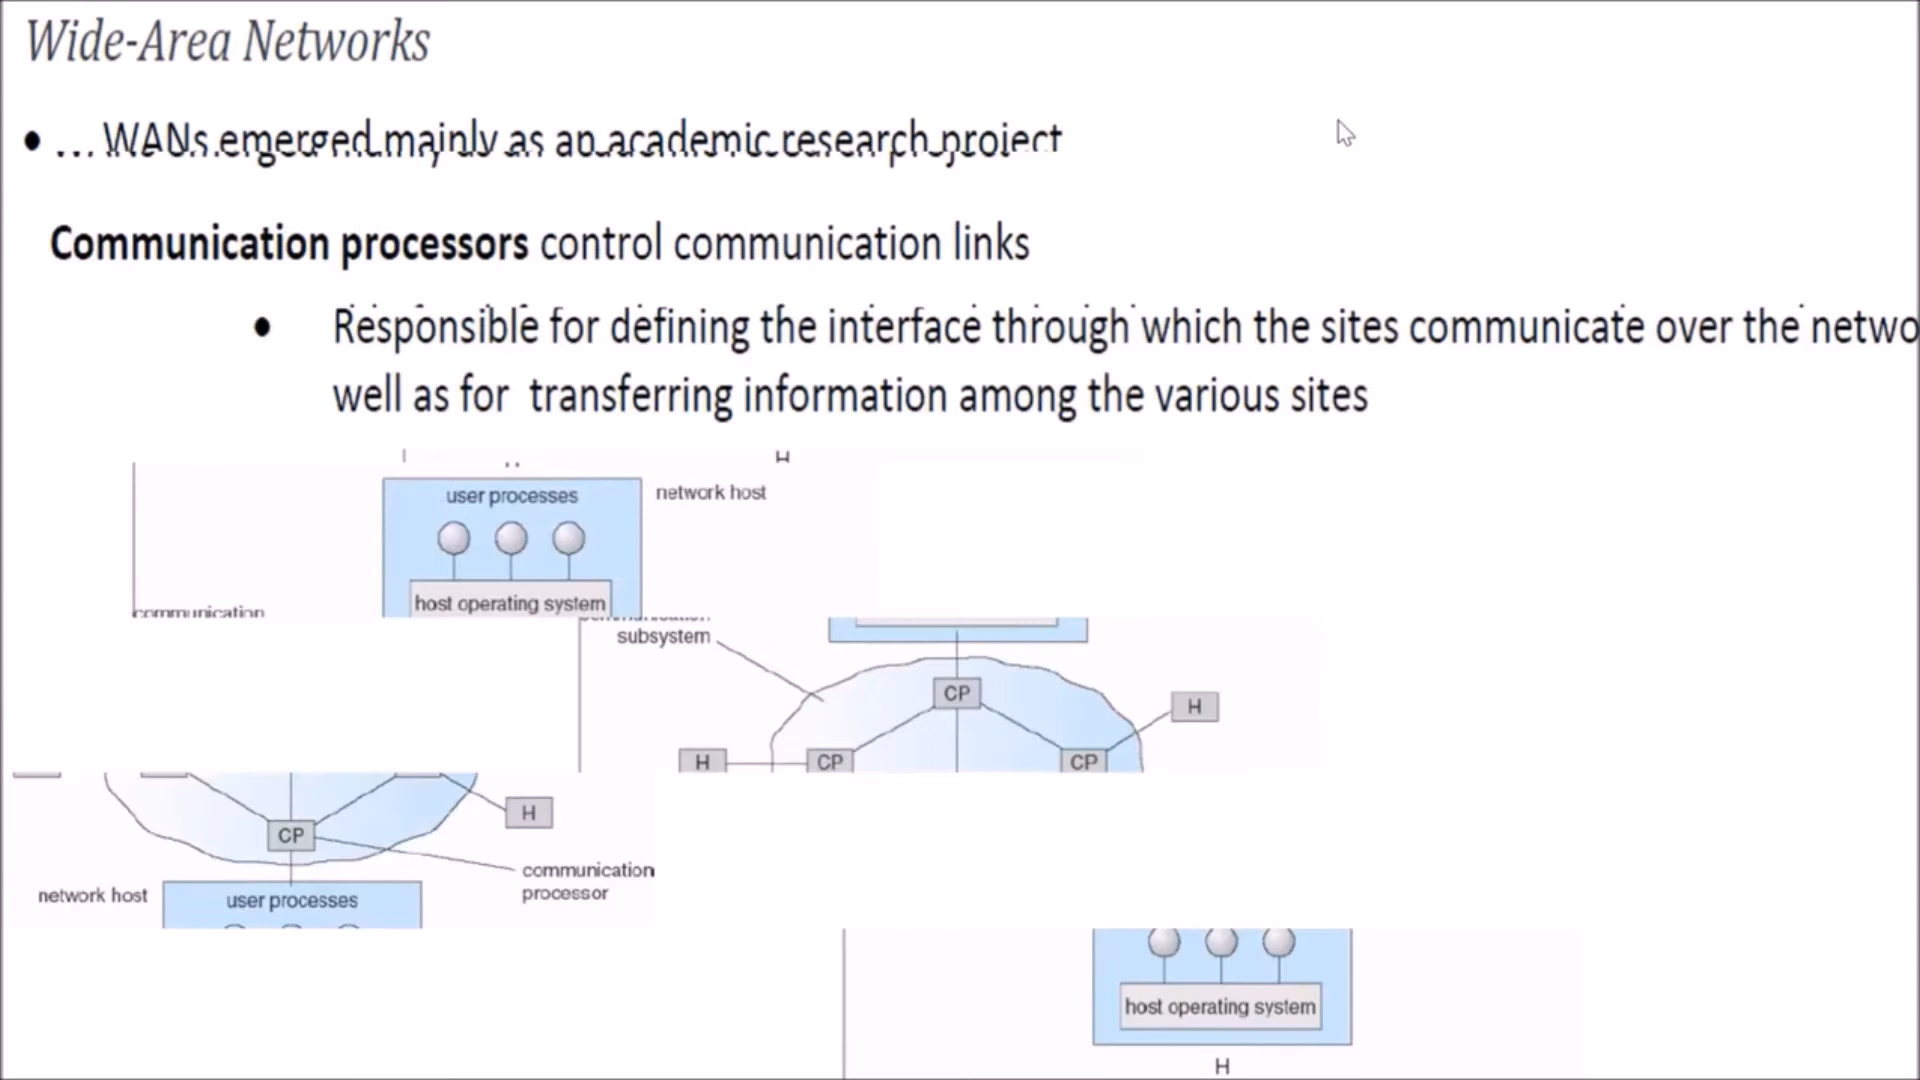 Wide-Area Networks
• ... WANs emerged mainly as an academic research project
Communication processors control communication links
• Responsible for defining the interface through which the sites communicate over the netwo
well as for transferring information among the various sites
H
user processes
network host
host operating system
communication
subsystem
CP
H
H
CP
CP
H
CP
communication
processor
network host
user processes
host operating system
H